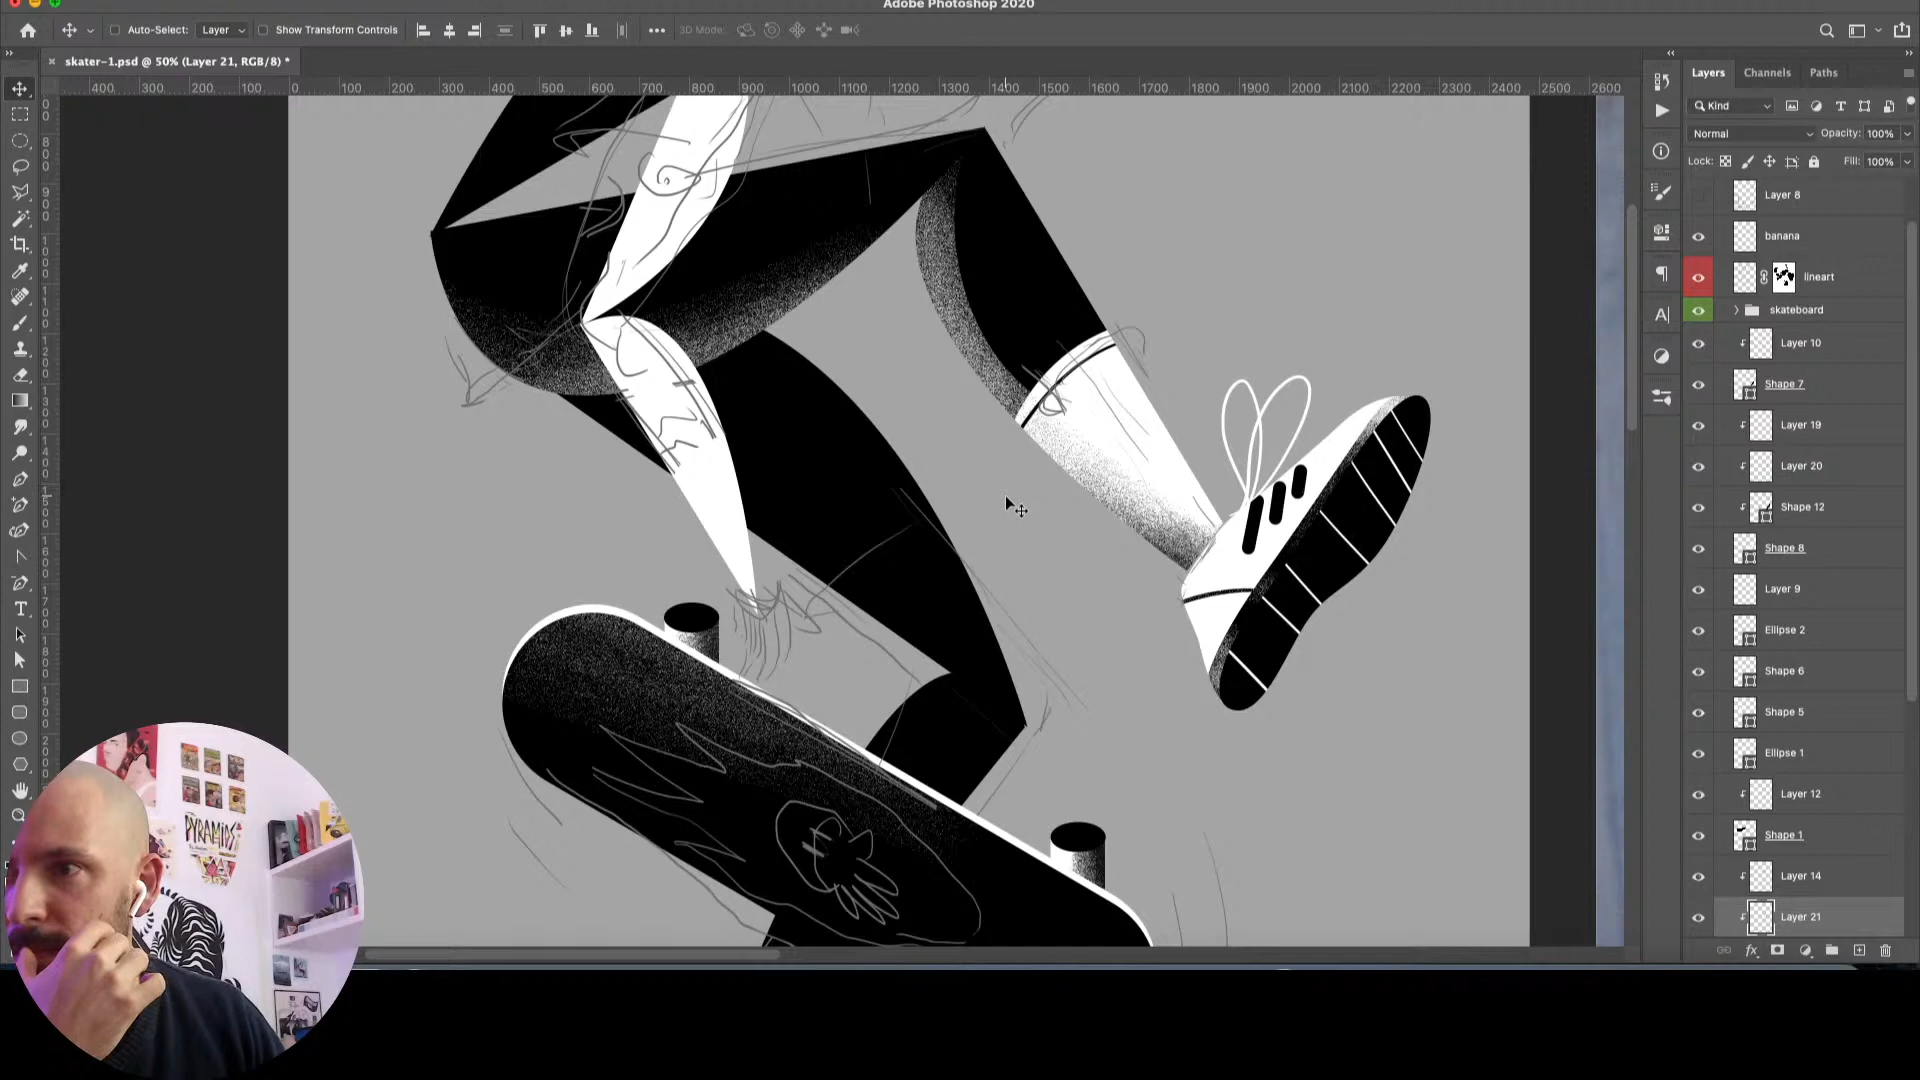 Adobe Photoshop 2020
Auto-Select: Layer Show Transform Controls 3D Mode:
skater-1.psd @ 50% (Layer 21, RGB/8) *
400 300 200 100 0 100 200 300 400 500 600 700 800 900 1000 1100 1200 1300 1400 1500 1600 1700 1800 1900 2000 2100 2200 2300 2400 2500 2600
Layers Channels Paths
Kind
Normal Opacity: 100%
Lock: Fill: 100%
Layer 8
banana
lineart
skateboard
Layer 10
Shape 7
Layer 19
Layer 20
Shape 12
Shape 8
Layer 9
Ellipse 2
Shape 6
Shape 5
Ellipse 1
Layer 12
Shape 1
Layer 14
Layer 21
fx
PYRAMIDS